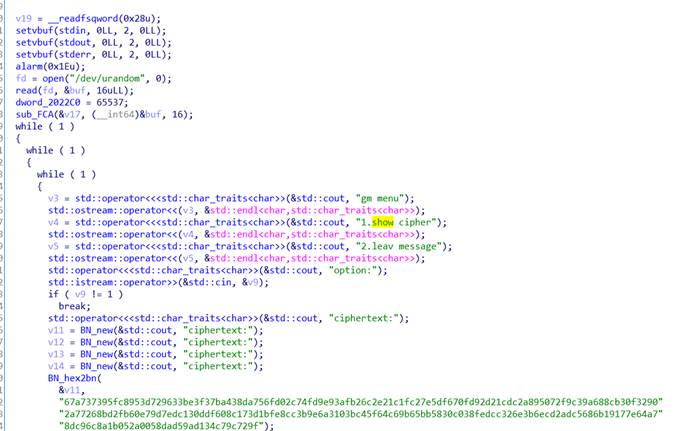 v19 = __readfsqword(0x28u);
setvbuf(stdin, 0LL, 2, 0LL);
setvbuf(stdout, 0LL, 2, 0LL);
setvbuf(stderr, 0LL, 2, 0LL);
alarm(0x1Eu);
fd = open("/dev/urandom", 0);
read(fd, &buf, 16uLL);
dword_2022C0 = 65537;
sub_FCA(&v17, (__int64)&buf, 16);
while ( 1 )
{
while ( 1 )
{
while ( 1 )
{
v3 = std::operator<<<std::char_traits<char>>(&std::cout, "gm menu");
std::ostream::operator<<(v3, &std::endl<char,std::char_traits<char>>);
v4 = std::operator<<<std::char_traits<char>>(&std::cout, "1.show cipher");
std::ostream::operator<<(v4, &std::endl<char,std::char_traits<char>>);
v5 = std::operator<<<std::char_traits<char>>(&std::cout, "2.leav message");
std::ostream::operator<<(v5, &std::endl<char,std::char_traits<char>>);
std::operator<<<std::char_traits<char>>(&std::cout, "option:");
std::istream::operator>>(&std::cin, &v9);
if ( v9 != 1 )
break;
std::operator<<<std::char_traits<char>>(&std::cout, "ciphertext:");
v11 = BN_new(&std::cout, "ciphertext:");
v12 = BN_new(&std::cout, "ciphertext:");
v13 = BN_new(&std::cout, "ciphertext:");
v14 = BN_new(&std::cout, "ciphertext:");
BN_hex2bn(
&v11,
"67a737395fc8953d729633be3f37ba438da756fd02c74fd9e93afb26c2e21c1fc27e5df670fd92d21cdc2a895072f9c39a688cb30f3290"
"2a77268bd2fb60e79d7edc130ddf608c173d1bfe8cc3b9e6a3103bc45f64c69b65bb5830c038fedcc326e3b6ecd2adc5686b19177e64a7"
"8dc96c8a1b052a0058dad59ad134c79c729f");